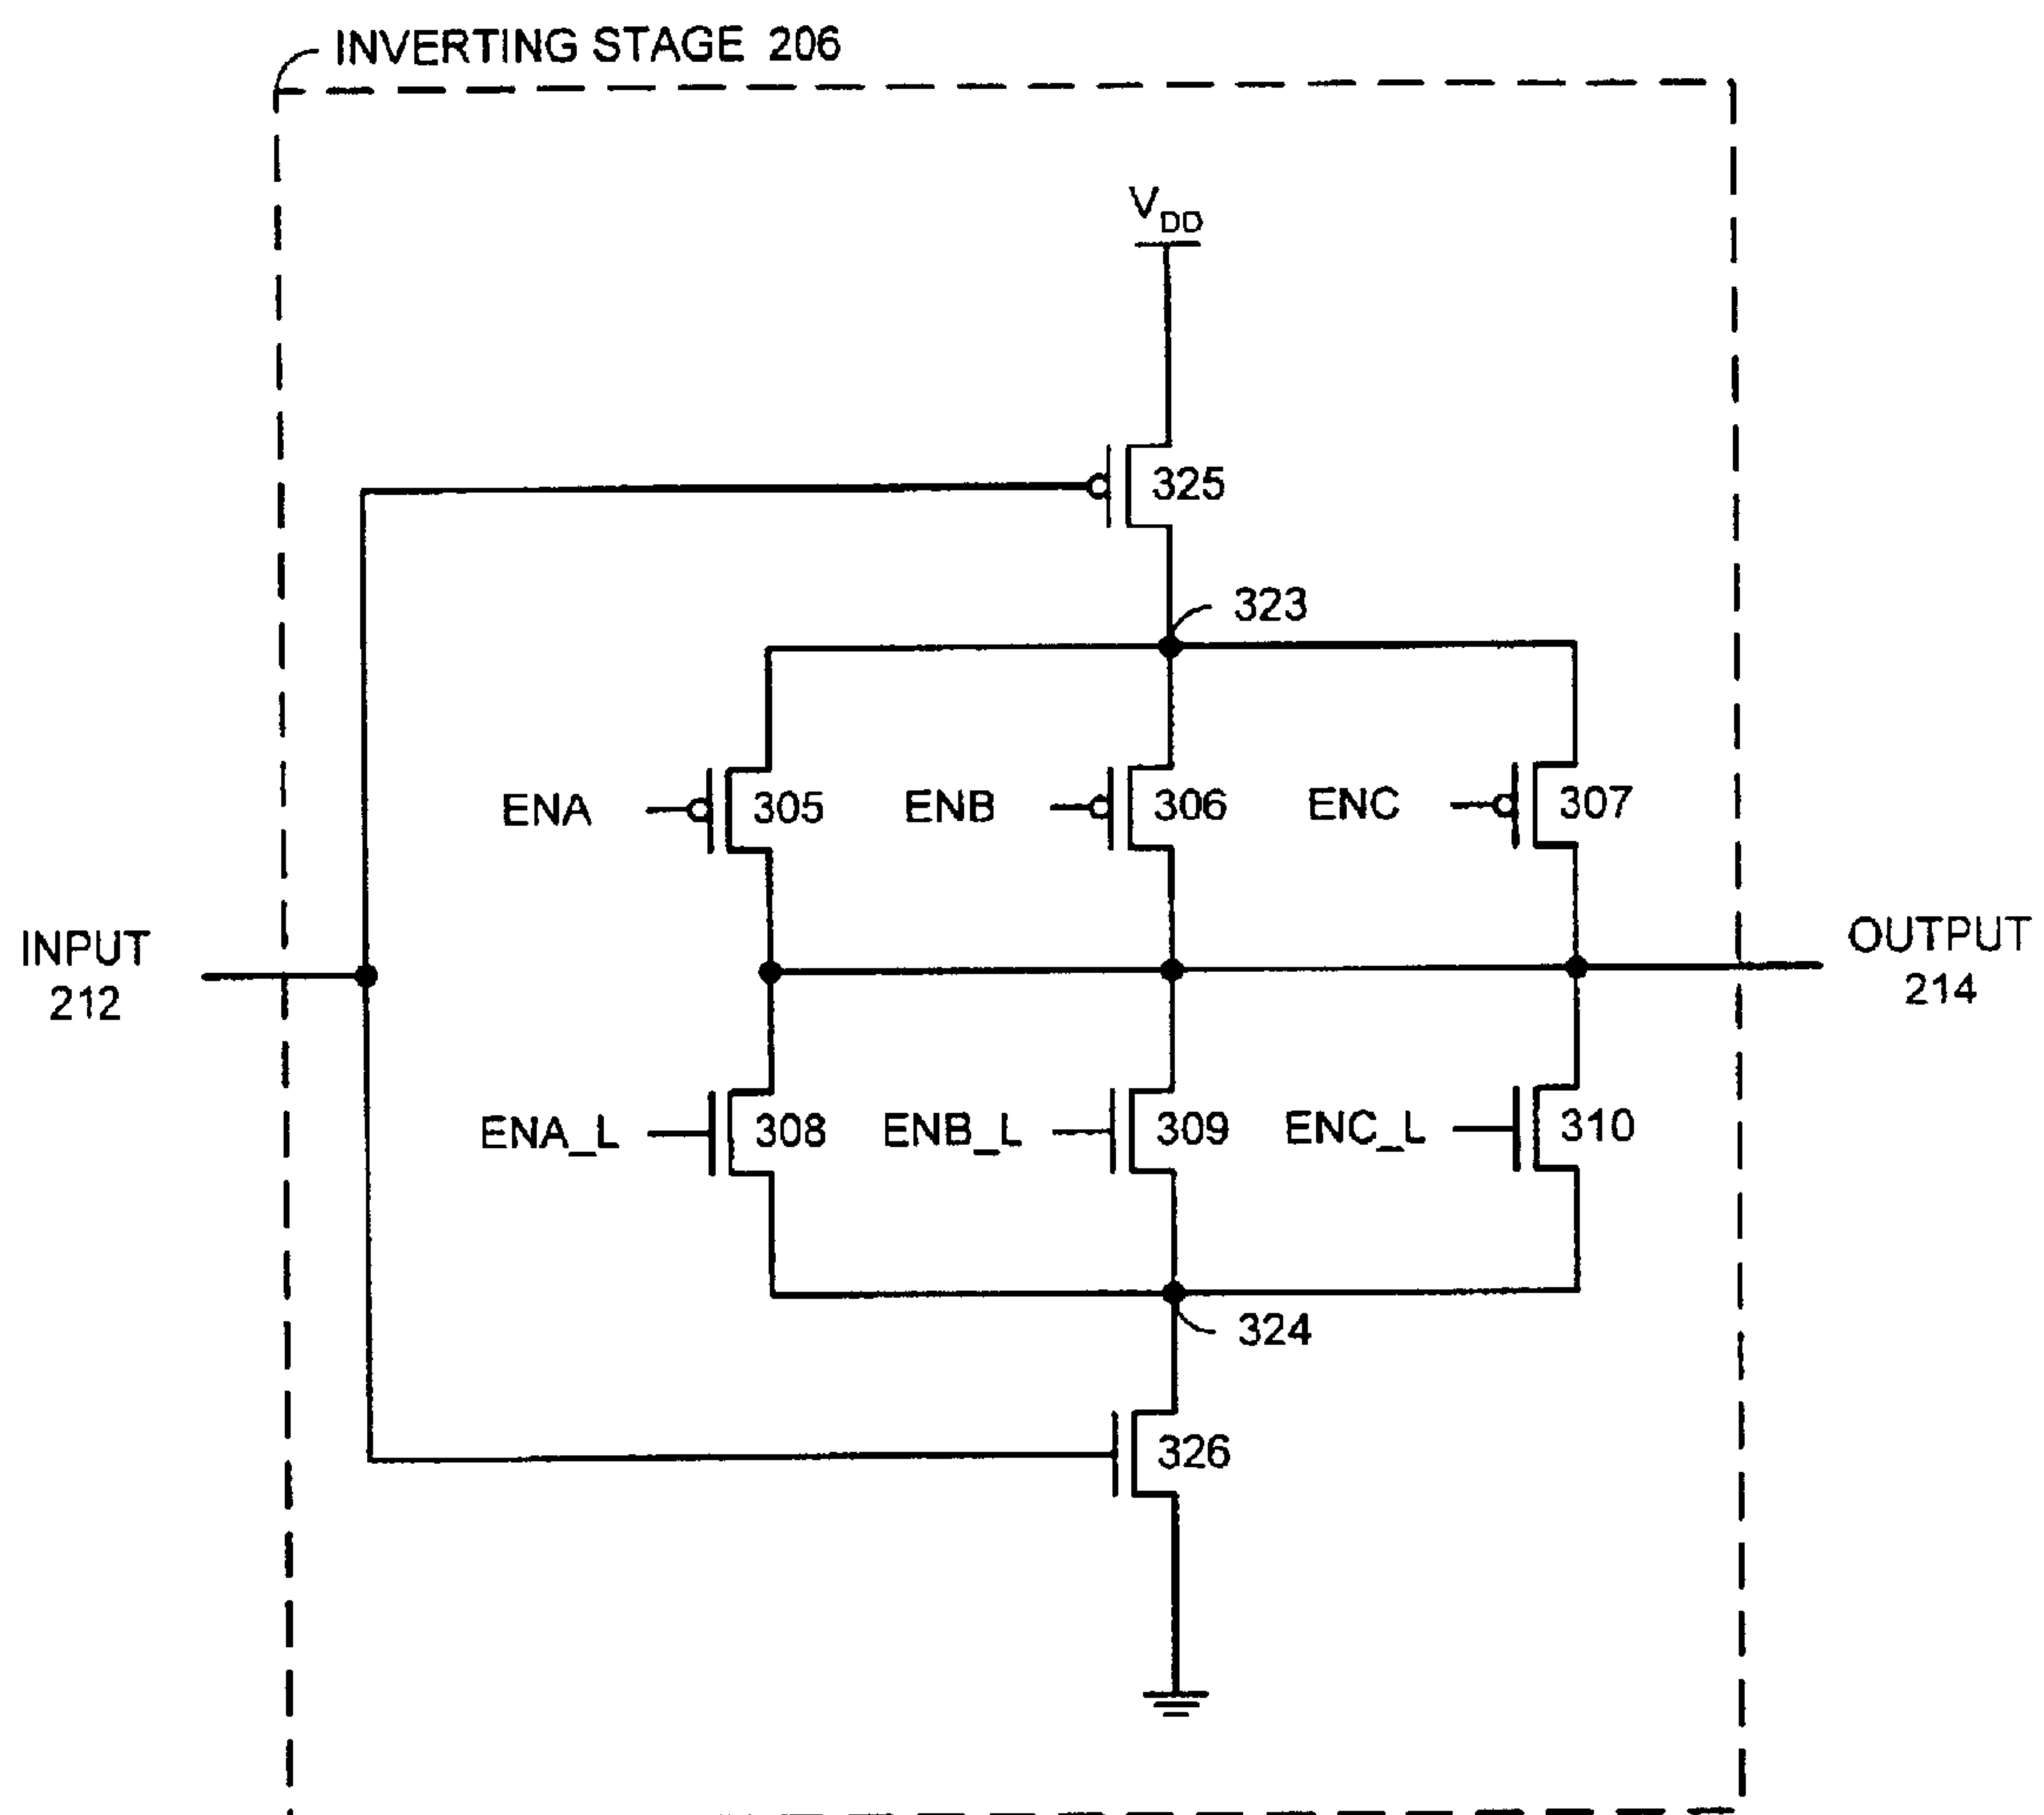 INVERTING STAGE 206
VDD
325
323
ENA 305 ENB 306 ENC 307
INPUT
212
OUTPUT
214
ENA_L 308 ENB_L 309 ENC_L 310
324
326